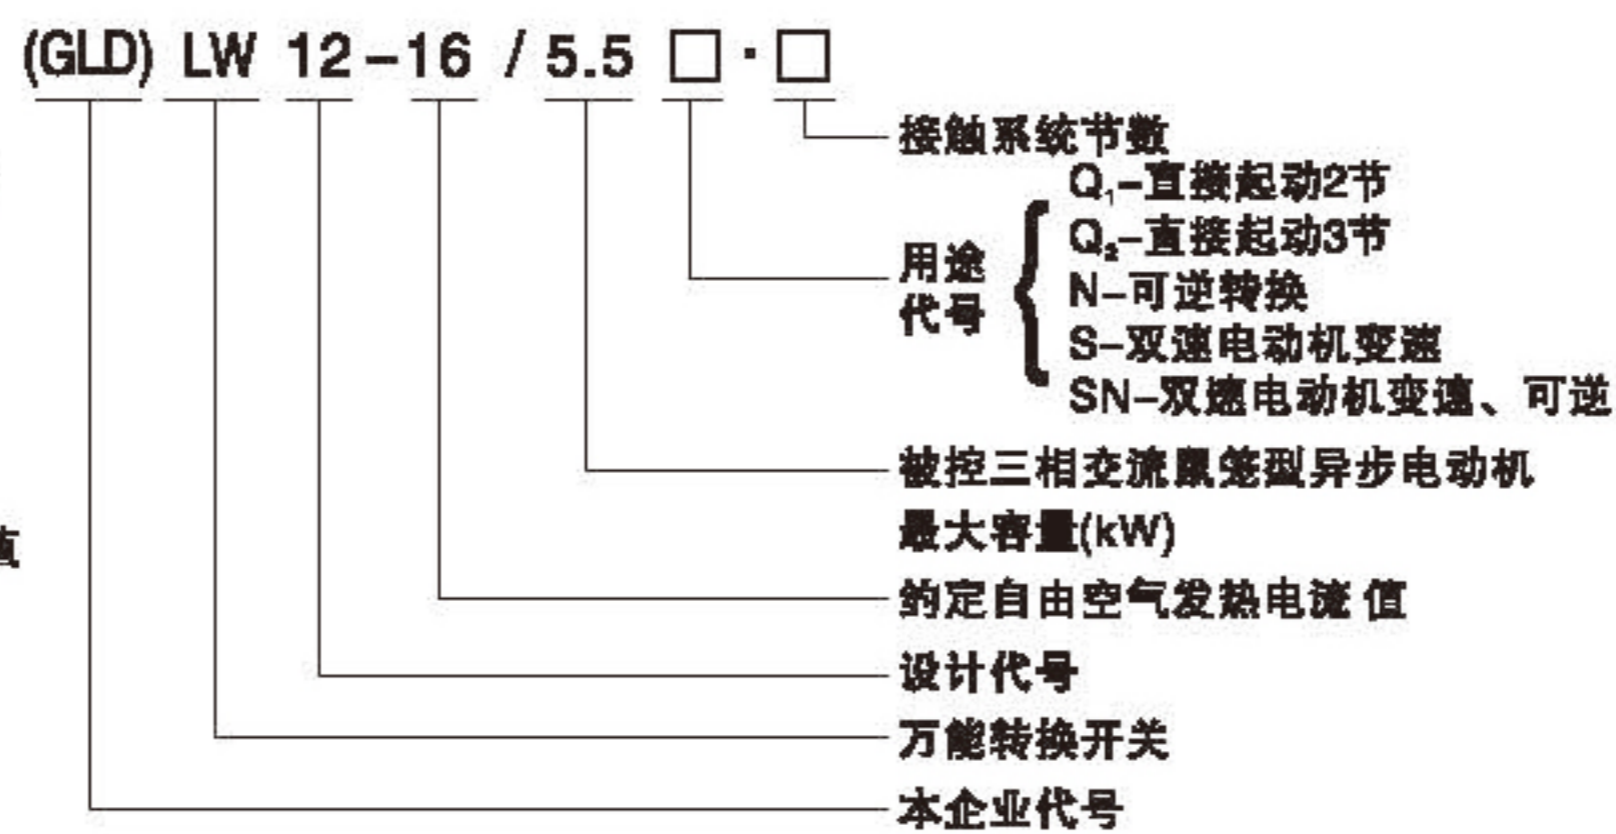 (GLD) LW 12-16 / 5.5 □·□
接触系统节数
Q₁-直接起动2节
Q₂-直接起动3节
用途
代号
N-可逆转换
S-双速电动机变速
SN-双速电动机变速、可逆
被控三相交流鼠笼型异步电动机
最大容量(kW)
值
约定自由空气发热电流 值
设计代号
万能转换开关
本企业代号